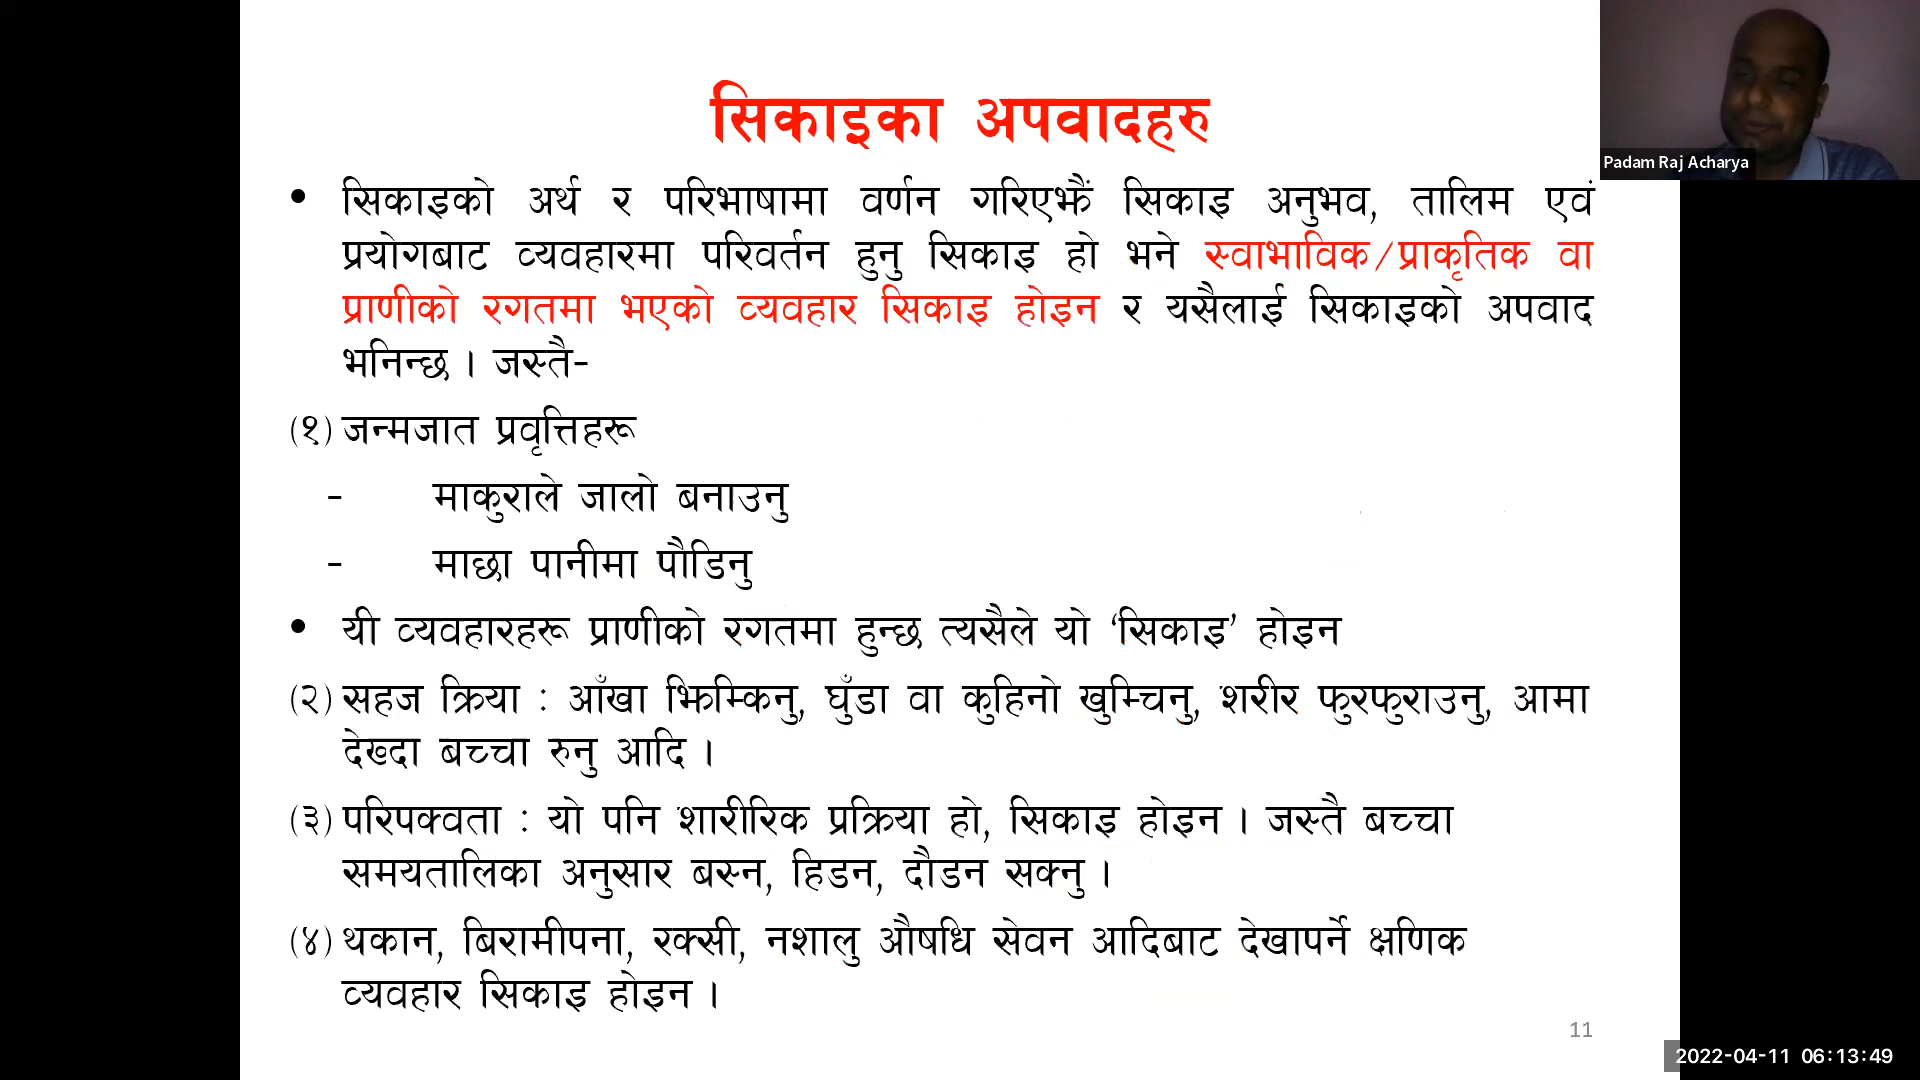 सिकाइका अपवादहरु
Padam Raj Acharya
• सिकाइको अर्थ र परिभाषामा वर्णन गरिएझैं सिकाइ अनुभव, तालिम एवं
प्रयोगबाट व्यवहारमा परिवर्तन हुनु सिकाइ हो भने स्वाभाविक/प्राकृतिक वा
प्राणीको रगतमा भएको व्यवहार सिकाइ होइन र यसैलाई सिकाइको अपवाद
भनिन्छ । जस्तै-
(१) जन्मजात प्रवृत्तिहरू
- माकुराले जालो बनाउनु
- माछा पानीमा पौडिनु
• यी व्यवहारहरू प्राणीको रगतमा हुन्छ त्यसैले यो ‘सिकाइ’ होइन
(२) सहज क्रिया : आँखा झिम्किनु, घुँडा वा कुहिनो खुम्चिनु, शरीर फुरफुराउनु, आमा
देख्दा बच्चा रुनु आदि ।
(३) परिपक्वता : यो पनि शारीरिक प्रक्रिया हो, सिकाइ होइन । जस्तै बच्चा
समयतालिका अनुसार बस्न, हिडन, दौडन सक्नु ।
(४) थकान, बिरामीपना, रक्सी, नशालु औषधि सेवन आदिबाट देखापर्ने क्षणिक
व्यवहार सिकाइ होइन ।
11
2022-04-11 06:13:49